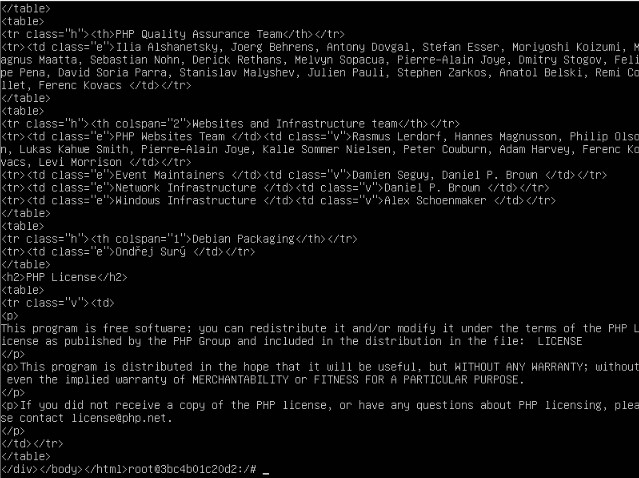 </table>
<table>
<tr class="h"><th>PHP Quality Assurance Team</th></tr>
<tr><td class="e">Ilia Alshanetsky, Joerg Behrens, Antony Dovgal, Stefan Esser, Moriyoshi Koizumi, M
agnus Maatta, Sebastian Nohn, Derick Rethans, Melvyn Sopacua, Pierre-Alain Joye, Dmitry Stogov, Feli
pe Pena, David Soria Parra, Stanislav Malyshev, Julien Pauli, Stephen Zarkos, Anatol Belski, Remi Co
llet, Ferenc Kovacs </td></tr>
</table>
<table>
<tr class="h"><th colspan="2">Websites and Infrastructure team</th></tr>
<tr><td class="e">PHP Websites Team </td><td class="v">Rasmus Lerdorf, Hannes Magnusson, Philip Olso
n, Lukas Kahwe Smith, Pierre-Alain Joye, Kalle Sommer Nielsen, Peter Cowburn, Adam Harvey, Ferenc Ko
vacs, Levi Morrison </td></tr>
<tr><td class="e">Event Maintainers </td><td class="v">Damien Seguy, Daniel P. Brown </td></tr>
<tr><td class="e">Network Infrastructure </td><td class="v">Daniel P. Brown </td></tr>
<tr><td class="e">Windows Infrastructure </td><td class="v">Alex Schoenmaker </td></tr>
</table>
<table>
<tr class="h"><th colspan="1">Debian Packaging</th></tr>
<tr><td class="e">Ondřej Surý </td></tr>
</table>
<h2>PHP License</h2>
<table>
<tr class="v"><td>
<p>
This program is free software; you can redistribute it and/or modify it under the terms of the PHP L
icense as published by the PHP Group and included in the distribution in the file:  LICENSE
</p>
<p>This program is distributed in the hope that it will be useful, but WITHOUT ANY WARRANTY; without
 even the implied warranty of MERCHANTABILITY or FITNESS FOR A PARTICULAR PURPOSE.
</p>
<p>If you did not receive a copy of the PHP license, or have any questions about PHP licensing, plea
se contact license@php.net.
</p>
</td></tr>
</table>
</div></body></html>root@3bc4b01c20d2:/# _